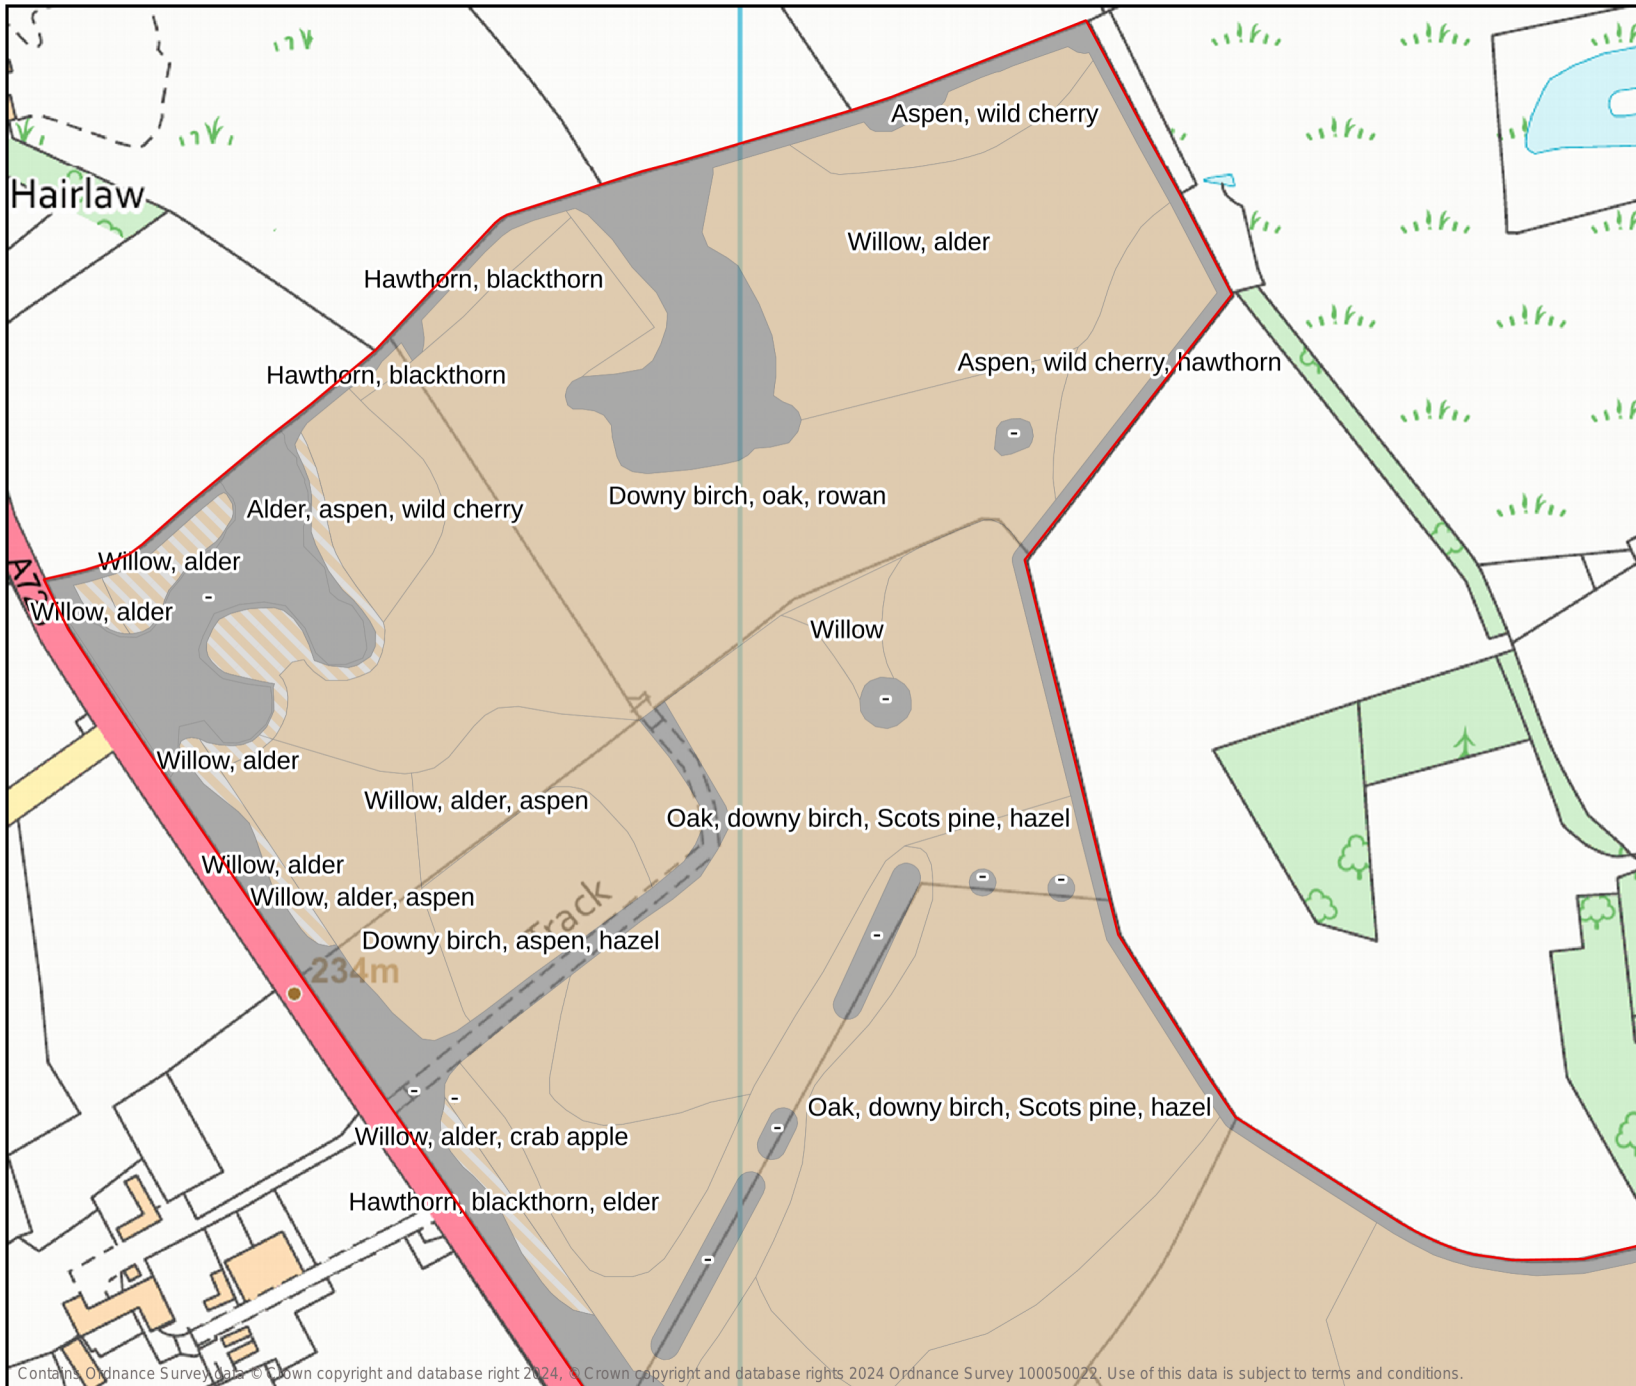 Aspen, wild cherry
Hairlaw
Willow, alder
Hawthorn, blackthorn
Aspen, wild cherry, hawthorn
Hawthorn, blackthorn
-
Downy birch, oak, rowan
Alder, aspen, wild cherry
Willow, alder
A72
-
Willow, alder
Willow
-
Willow, alder
Willow, alder, aspen
Oak, downy birch, Scots pine, hazel
Willow, alder
-
-
Willow, alder, aspen
Track
-
Downy birch, aspen, hazel
234m
-
-
Oak, downy birch, Scots pine, hazel
-
Willow, alder, crab apple
Hawthorn, blackthorn, elder
-
Contains Ordnance Survey data © Crown copyright and database right 2024, © Crown copyright and database rights 2024 Ordnance Survey 100050022. Use of this data is subject to terms and conditions.